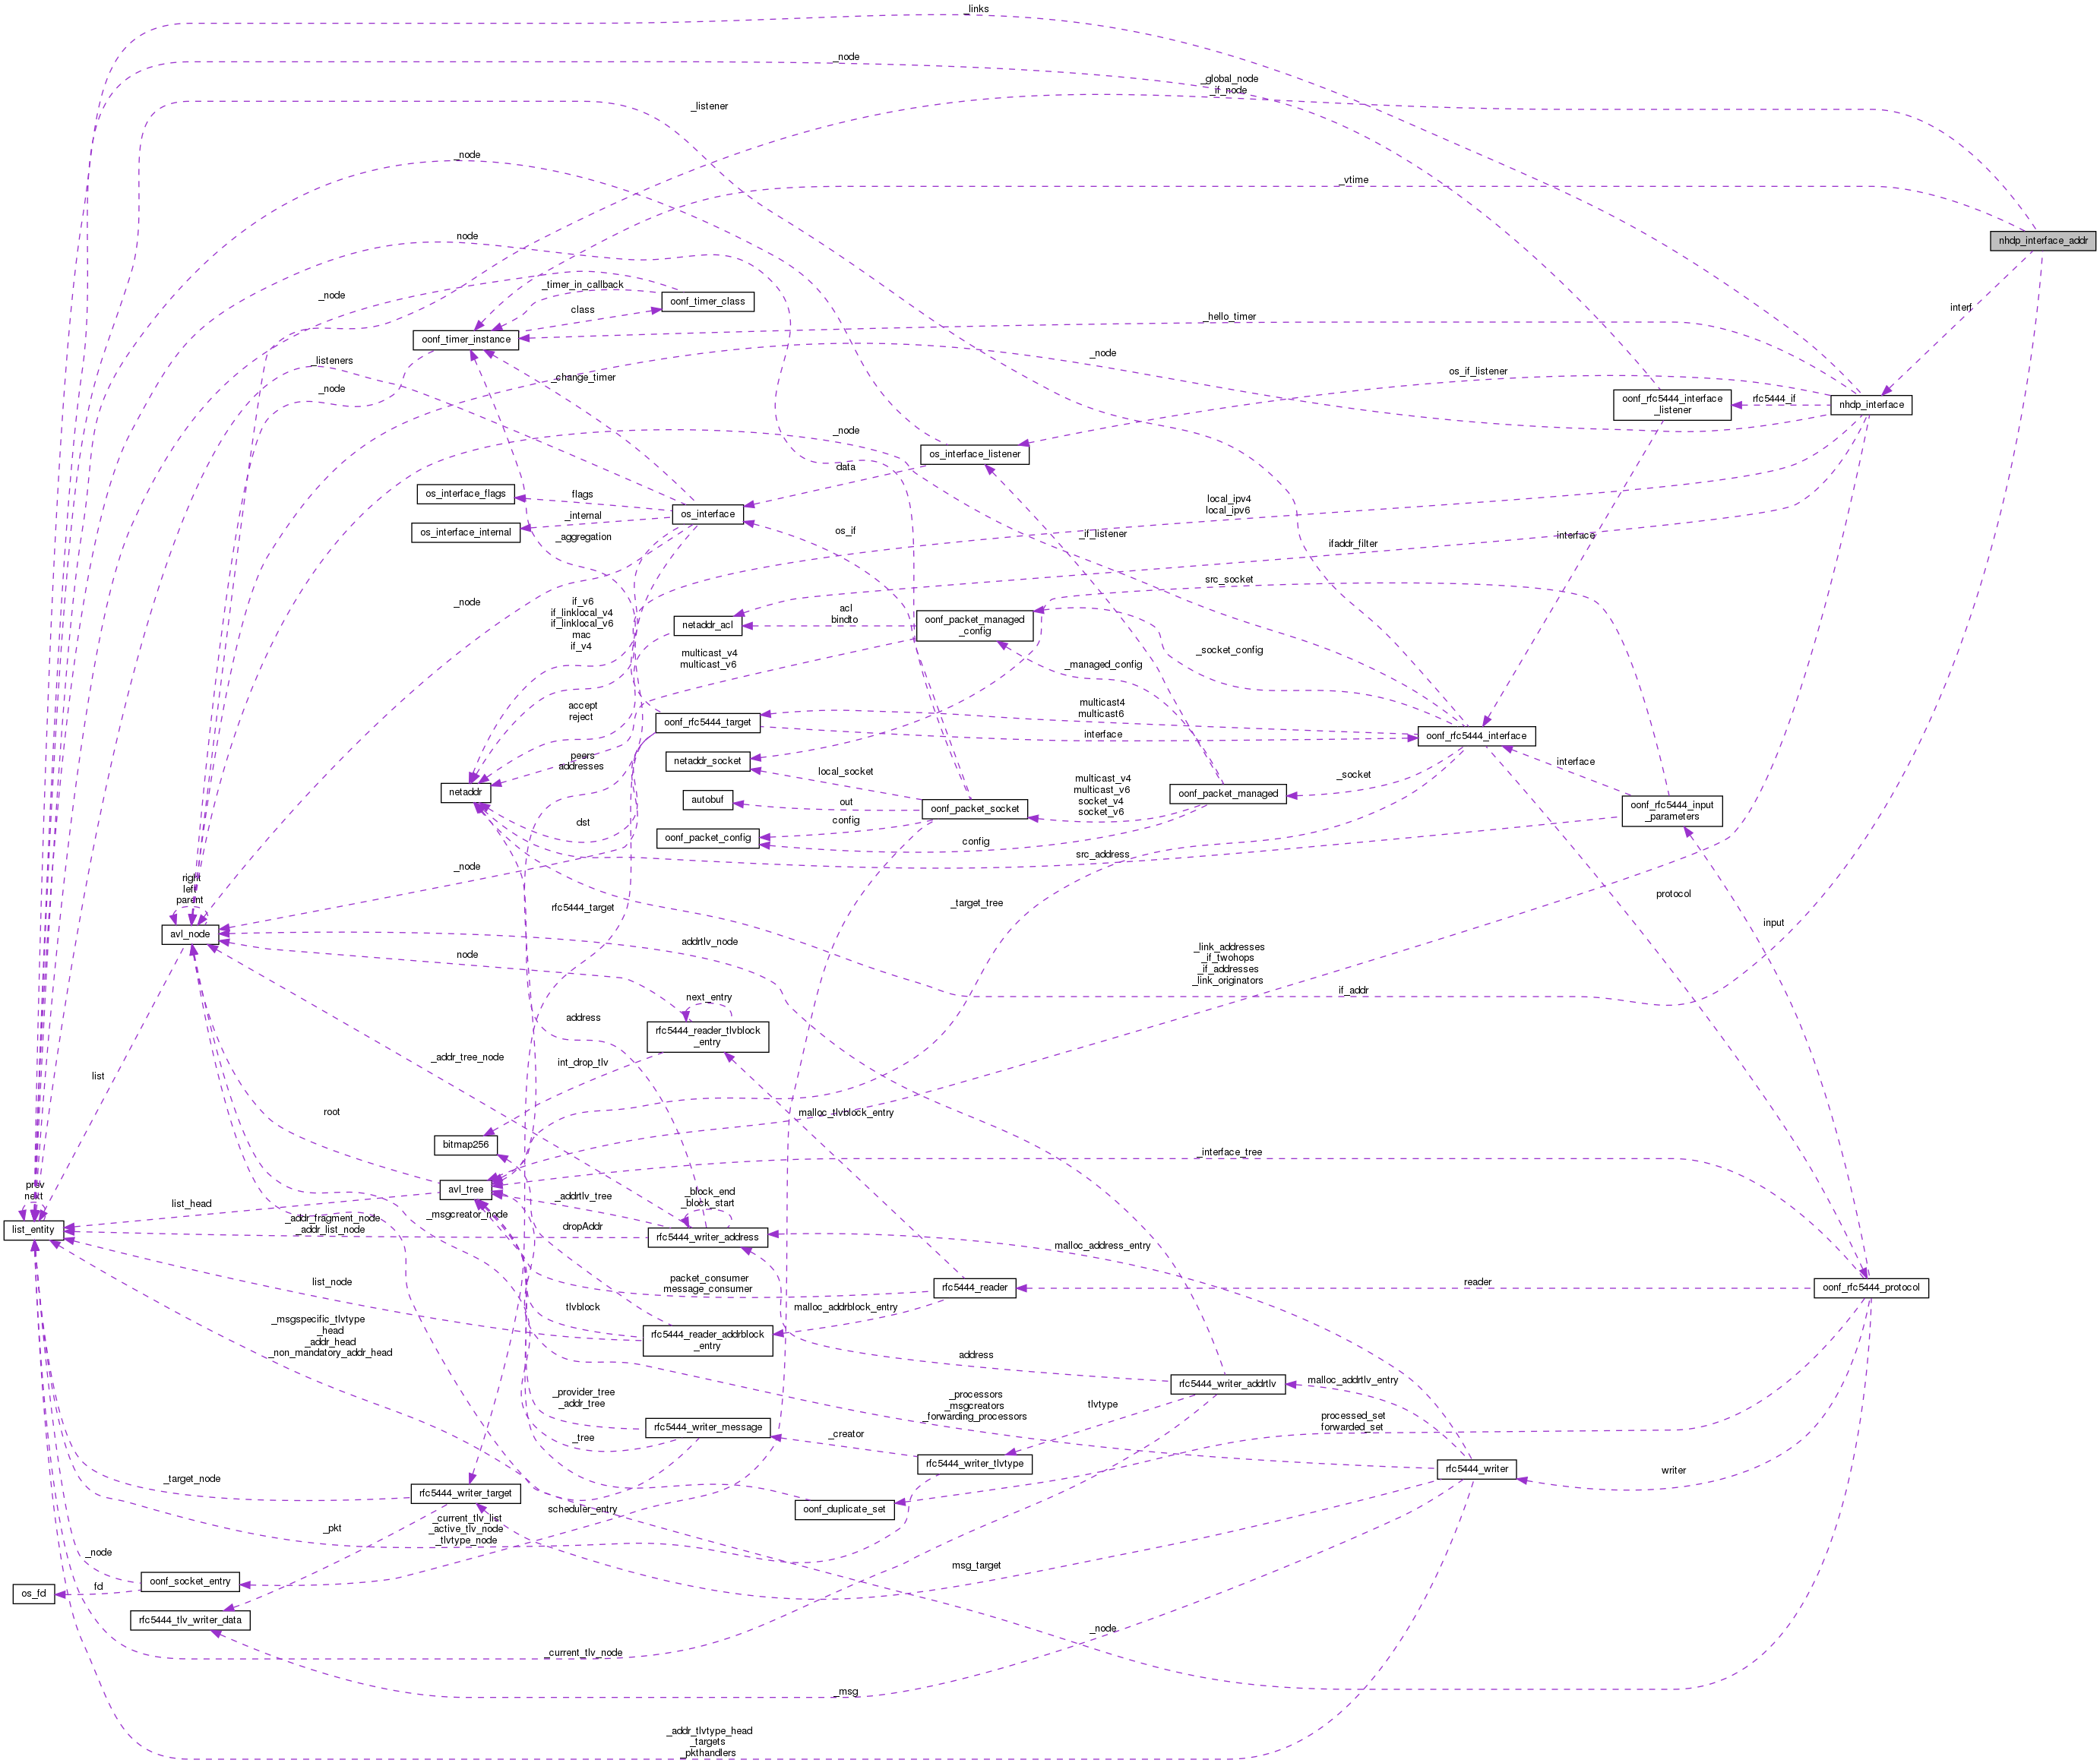 _links
_node
_global_node
_if_node
_listener
_node
_vtime
nhdp_interface_addr
node
_node
_timer_in_callback
oonf_timer_class
class
interf
_hello_timer
oonf_timer_instance
_listeners
_node
_change_timer
_node
os_if_listener
oonf_rfc5444_interface
_listener
rfc5444_if
nhdp_interface
_node
os_interface_listener
data
os_interface_flags
flags
os_interface
_internal
os_interface_internal
_aggregation
os_if
_if_listener
local_ipv4
local_ipv6
ifaddr_filter
interface
src_socket
_node
if_v6
if_linklocal_v4
if_linklocal_v6
mac
if_v4
netaddr_acl
acl
bindto
oonf_packet_managed
_config
multicast_v4
multicast_v6
_managed_config
_socket_config
accept
reject
oonf_rfc5444_target
multicast4
multicast6
interface
oonf_rfc5444_interface
netaddr_socket
peers
addresses
netaddr
local_socket
autobuf
out
oonf_packet_socket
multicast_v4
multicast_v6
socket_v4
socket_v6
_socket
oonf_packet_managed
interface
oonf_rfc5444_input
_parameters
dst
oonf_packet_config
config
config
src_address
_node
right
left
parent
avl_node
rfc5444_target
_target_tree
protocol
input
addrtlv_node
node
_link_addresses
_if_twohops
_if_addresses
_link_originators
if_addr
next_entry
rfc5444_reader_tlvblock
_entry
address
_addr_tree_node
int_drop_tlv
list
root
malloc_tlvblock_entry
bitmap256
_interface_tree
prev
next
list_entity
list_head
avl_tree
_addrtlv_tree
_block_end
_block_start
rfc5444_writer_address
_addr_fragment_node
_addr_list_node
_msgcreator_node
dropAddr
malloc_address_entry
list_node
packet_consumer
message_consumer
rfc5444_reader
reader
oonf_rfc5444_protocol
tlvblock
malloc_addrblock_entry
rfc5444_reader_addrblock
_entry
_msgspecific_tlvtype
_head
_addr_head
_non_mandatory_addr_head
address
rfc5444_writer_addrtlv
malloc_addrtlv_entry
_provider_tree
_addr_tree
_processors
_msgcreators
_forwarding_processors
tlvtype
processed_set
forwarded_set
rfc5444_writer_message
_tree
_creator
rfc5444_writer_tlvtype
rfc5444_writer
writer
_target_node
rfc5444_writer_target
oonf_duplicate_set
scheduler_entry
_pkt
_current_tlv_list
_active_tlv_node
_tlvtype_node
msg_target
_node
oonf_socket_entry
os_fd
fd
rfc5444_tlv_writer_data
_current_tlv_node
_node
_msg
_addr_tlvtype_head
_targets
_pkthandlers